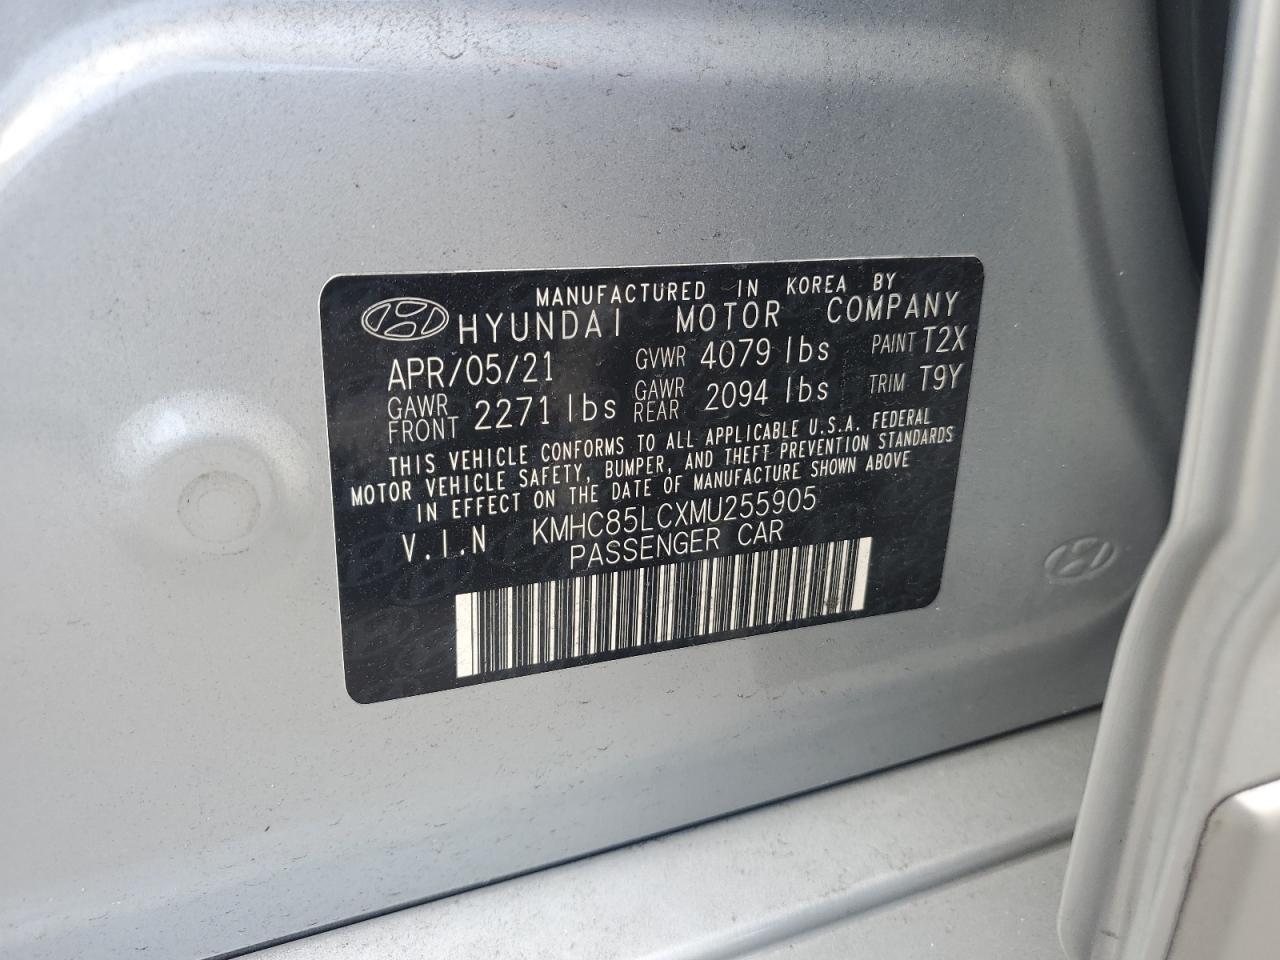 MANUFACTURED IN KOREA BY
HYUNDAI MOTOR COMPANY
APR/05/21 GVWR 4079 lbs PAINT T2X
GAWR FRONT 2271 lbs GAWR REAR 2094 lbs TRIM T9Y
THIS VEHICLE CONFORMS TO ALL APPLICABLE U.S.A. FEDERAL
MOTOR VEHICLE SAFETY, BUMPER, AND THEFT PREVENTION STANDARDS
IN EFFECT ON THE DATE OF MANUFACTURE SHOWN ABOVE
V.I.N KMHC85LCXMU255905
PASSENGER CAR